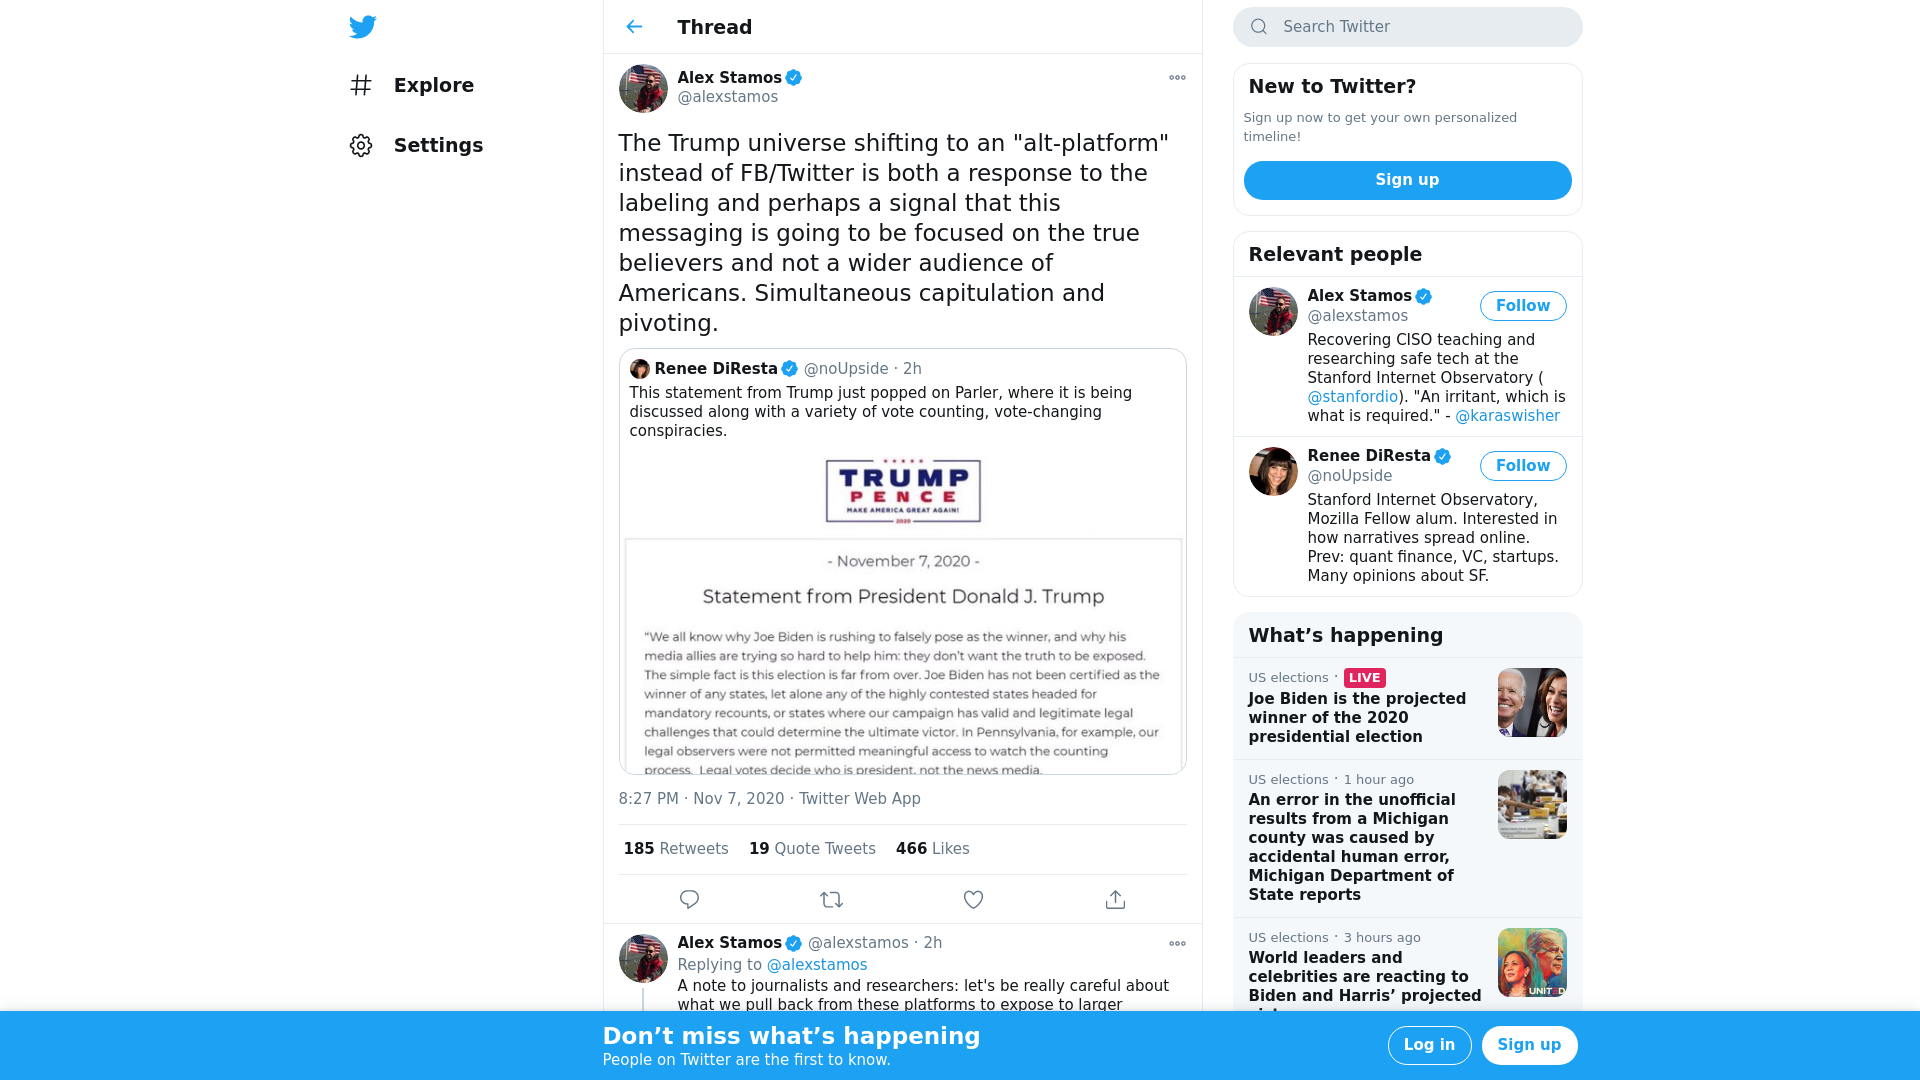 Explore
Settings
Thread
Alex Stamos
@alexstamos
The Trump universe shifting to an "alt-platform"
instead of FB/Twitter is both a response to the
labeling and perhaps a signal that this
messaging is going to be focused on the true
believers and not a wider audience of
Americans. Simultaneous capitulation and
pivoting.
Renee DiResta @noUpside · 2h
This statement from Trump just popped on Parler, where it is being
discussed along with a variety of vote counting, vote-changing
conspiracies.
TRUMP
PENCE
MAKE AMERICA GREAT AGAIN!
2020
- November 7, 2020 -
Statement from President Donald J. Trump
“We all know why Joe Biden is rushing to falsely pose as the winner, and why his
media allies are trying so hard to help him: they don’t want the truth to be exposed.
The simple fact is this election is far from over. Joe Biden has not been certified as the
winner of any states, let alone any of the highly contested states headed for
mandatory recounts, or states where our campaign has valid and legitimate legal
challenges that could determine the ultimate victor. In Pennsylvania, for example, our
legal observers were not permitted meaningful access to watch the counting
process. Legal votes decide who is president, not the news media.
8:27 PM · Nov 7, 2020 · Twitter Web App
185 Retweets 19 Quote Tweets 466 Likes
Alex Stamos @alexstamos · 2h
Replying to @alexstamos
A note to journalists and researchers: let's be really careful about
what we pull back from these platforms to expose to larger
Search Twitter
New to Twitter?
Sign up now to get your own personalized
timeline!
Sign up
Relevant people
Alex Stamos
@alexstamos
Follow
Recovering CISO teaching and
researching safe tech at the
Stanford Internet Observatory (
@stanfordio). "An irritant, which is
what is required." - @karaswisher
Renee DiResta
@noUpside
Follow
Stanford Internet Observatory,
Mozilla Fellow alum. Interested in
how narratives spread online.
Prev: quant finance, VC, startups.
Many opinions about SF.
What’s happening
US elections · LIVE
Joe Biden is the projected
winner of the 2020
presidential election
US elections · 1 hour ago
An error in the unofficial
results from a Michigan
county was caused by
accidental human error,
Michigan Department of
State reports
US elections · 3 hours ago
World leaders and
celebrities are reacting to
Biden and Harris’ projected
Don’t miss what’s happening
People on Twitter are the first to know.
Log in
Sign up